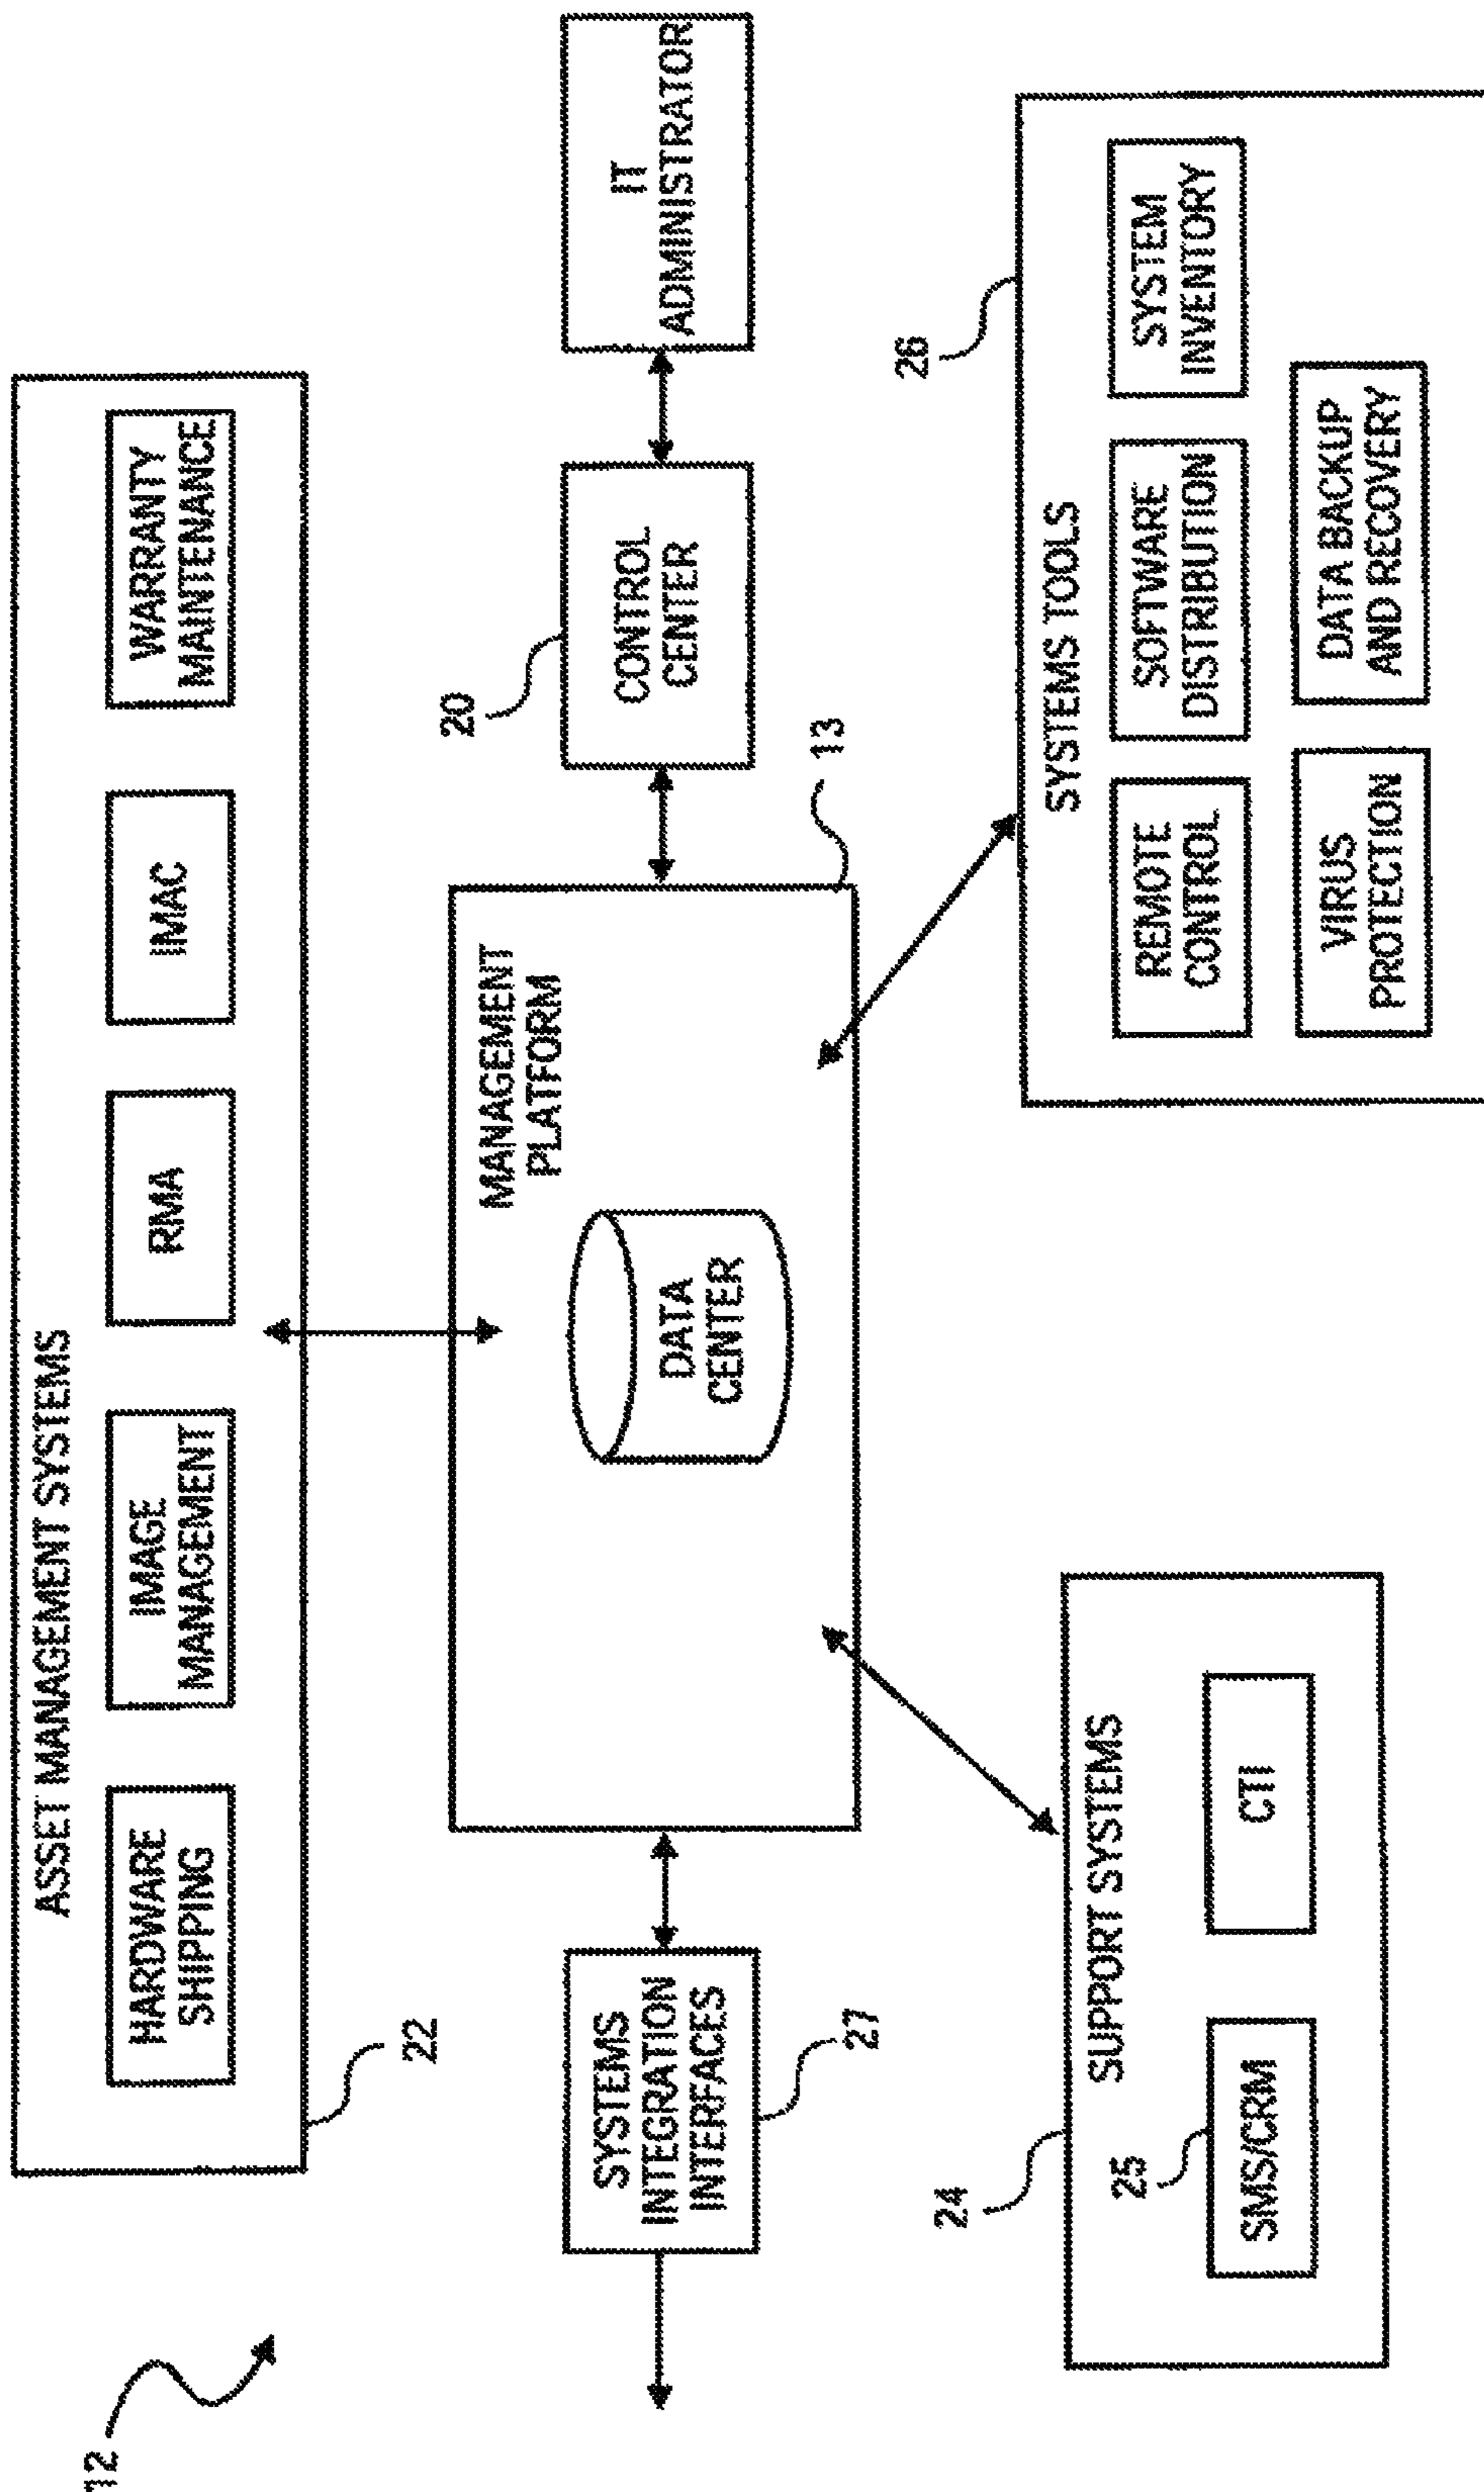 ASSET MANAGEMENT SYSTEMS
HARDWARE
SHIPPING
IMAGE
MANAGEMENT
RMA
IMAC
WARRANTY
MAINTENANCE
22
SYSTEMS
INTEGRATION
INTERFACES
27
MANAGEMENT
PLATFORM
DATA
CENTER
13
20
CONTROL
CENTER
IT
ADMINISTRATOR
24
SUPPORT SYSTEMS
25
SMS/CRM
CTI
26
SYSTEMS TOOLS
REMOTE
CONTROL
SOFTWARE
DISTRIBUTION
SYSTEM
INVENTORY
VIRUS
PROTECTION
DATA BACKUP
AND RECOVERY